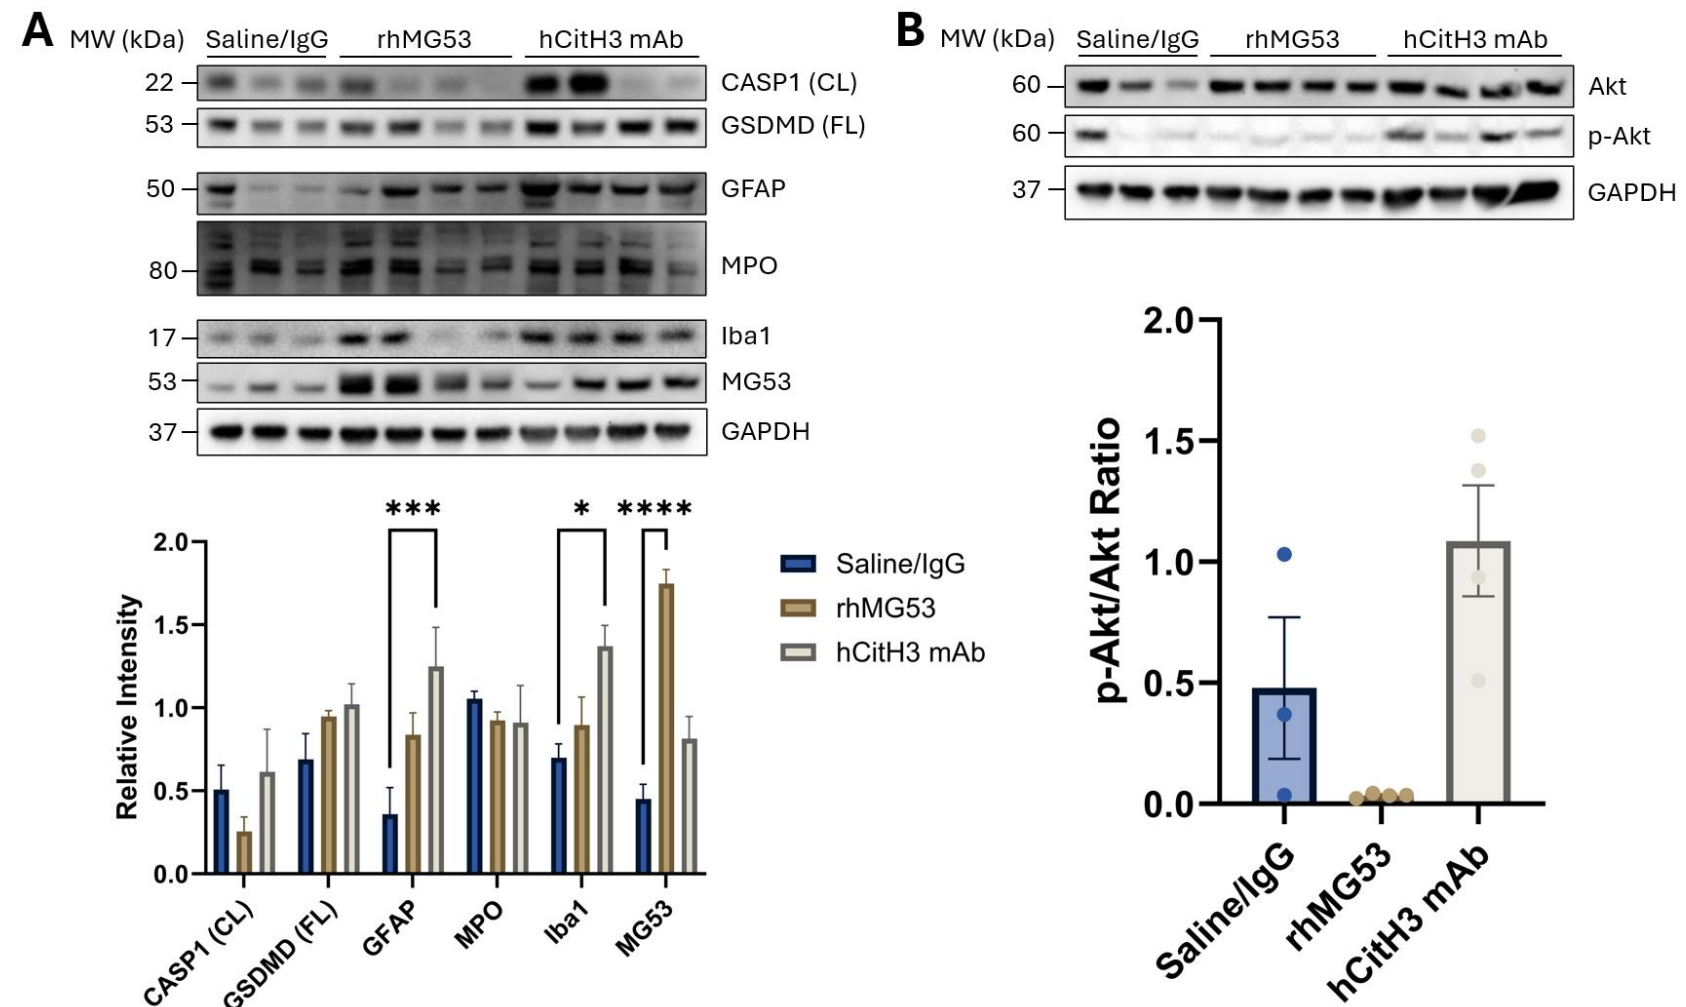 A
MW (kDa)
Saline/IgG
rhMG53
hCitH3 mAb
22
CASP1 (CL)
53
GSDMD (FL)
50
GFAP
80
MPO
17
Iba1
53
MG53
37
GAPDH
*** * ****
Relative Intensity
2.0
1.5
1.0
0.5
0.0
CASP1 (CL)
GSDMD (FL)
GFAP
MPO
Iba1
MG53
Saline/IgG
rhMG53
hCitH3 mAb
B
MW (kDa)
Saline/IgG
rhMG53
hCitH3 mAb
60
Akt
60
p-Akt
37
GAPDH
p-Akt/Akt Ratio
2.0
1.5
1.0
0.5
0.0
Saline/IgG
rhMG53
hCitH3 mAb